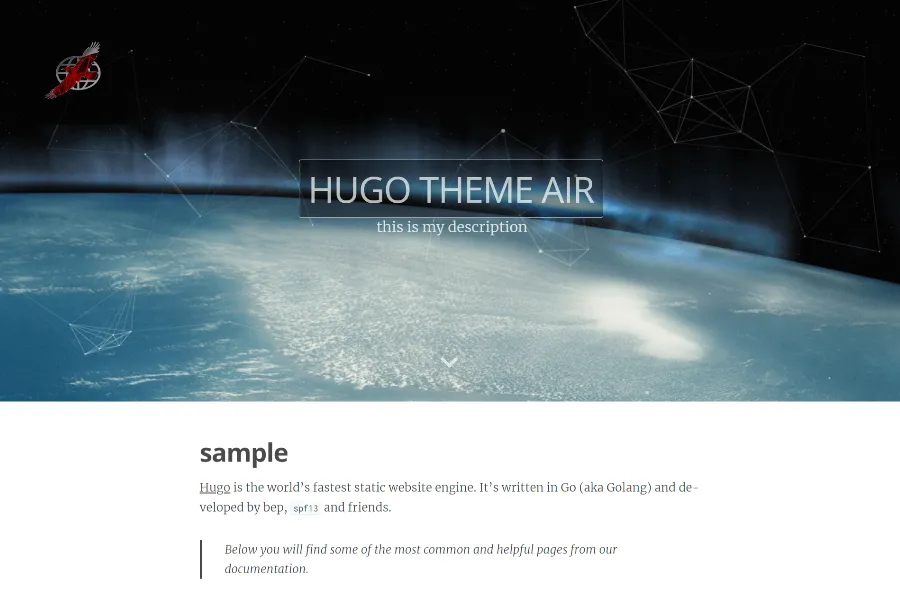 HUGO THEME AIR
this is my description
sample
Hugo is the world’s fastest static website engine. It’s written in Go (aka Golang) and de-
veloped by bep, spf13 and friends.
Below you will find some of the most common and helpful pages from our
documentation.